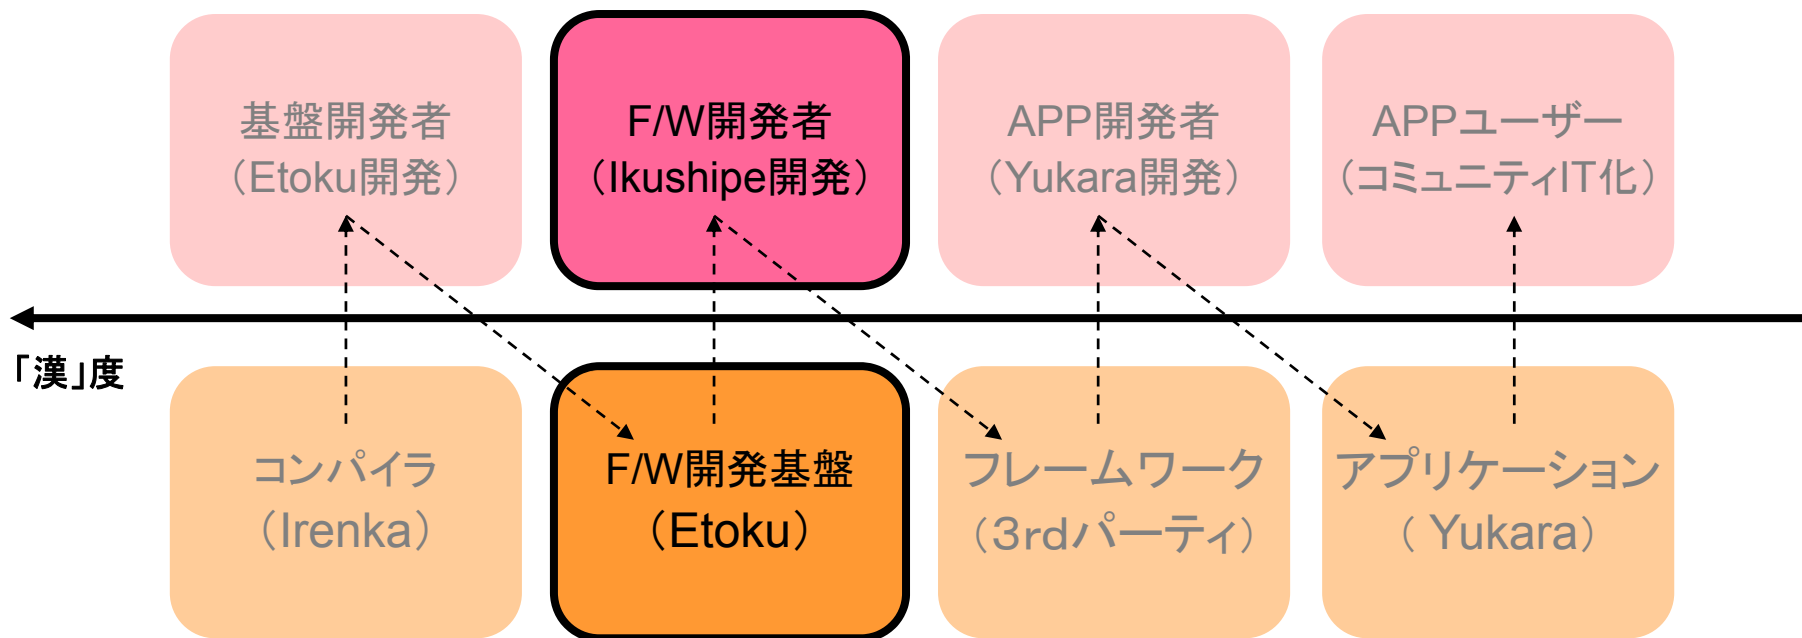 基盤開発者
（Etoku開発）
F/W開発者
（Ikushipe開発）
APP開発者
（Yukara開発）
APPユーザー
（コミュニティIT化）
「漢」度
コンパイラ
（Irenka）
F/W開発基盤
（Etoku）
フレームワーク
（３rdパーティ）
アプリケーション
（ Yukara）